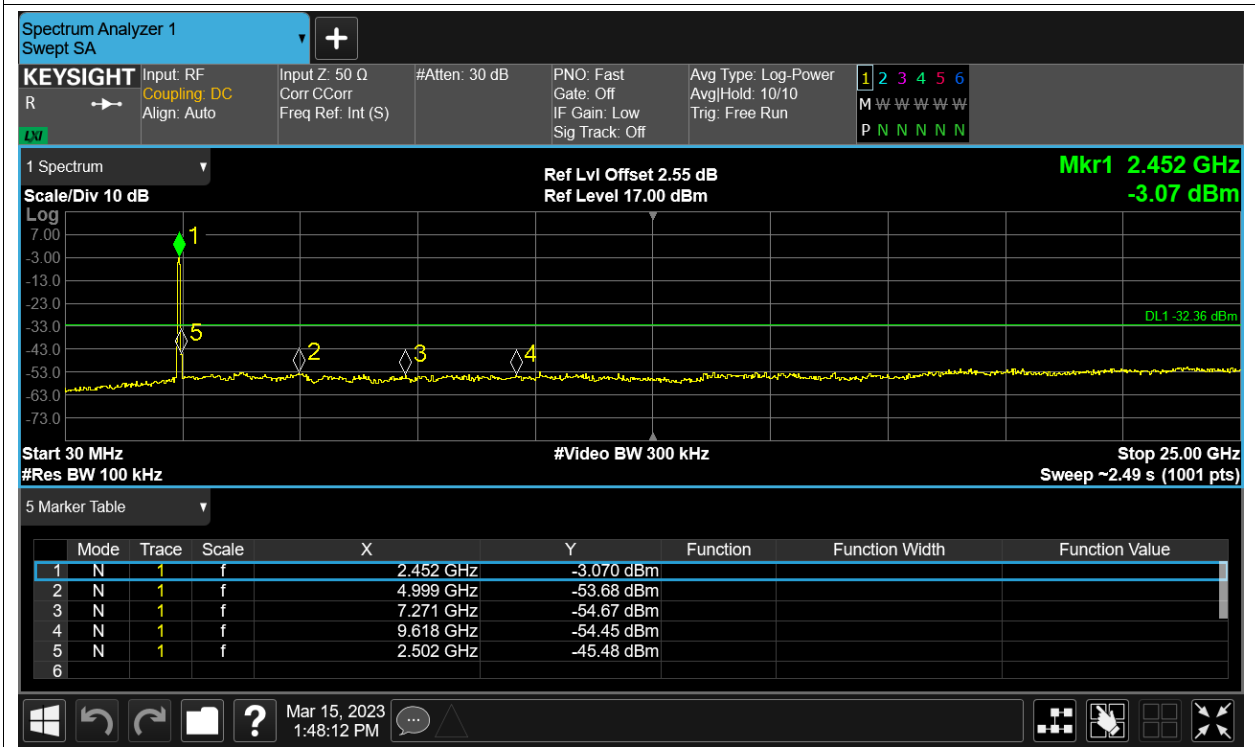 Spectrum Analyzer 1
Swept SA
KEYSIGHT Input: RF Input Z: 50 Ω #Atten: 30 dB PNO: Fast Avg Type: Log-Power 1 2 3 4 5 6
R Coupling: DC Corr CCorr Gate: Off Avg|Hold: 10/10 M W W W W W
Align: Auto Freq Ref: Int (S) IF Gain: Low Trig: Free Run
LXI Sig Track: Off P N N N N N
1 Spectrum Ref Lvl Offset 2.55 dB Mkr1 2.452 GHz
Scale/Div 10 dB Ref Level 17.00 dBm -3.07 dBm
Log
7.00
1
-3.00
-13.0
-23.0
DL1 -32.36 dBm
-33.0
5
-43.0
2 3 4
-53.0
-63.0
-73.0
Start 30 MHz #Video BW 300 kHz Stop 25.00 GHz
#Res BW 100 kHz Sweep ~2.49 s (1001 pts)
5 Marker Table
Mode Trace Scale X Y Function Function Width Function Value
1 N 1 f 2.452 GHz -3.070 dBm
2 N 1 f 4.999 GHz -53.68 dBm
3 N 1 f 7.271 GHz -54.67 dBm
4 N 1 f 9.618 GHz -54.45 dBm
5 N 1 f 2.502 GHz -45.48 dBm
6
Mar 15, 2023
1:48:12 PM